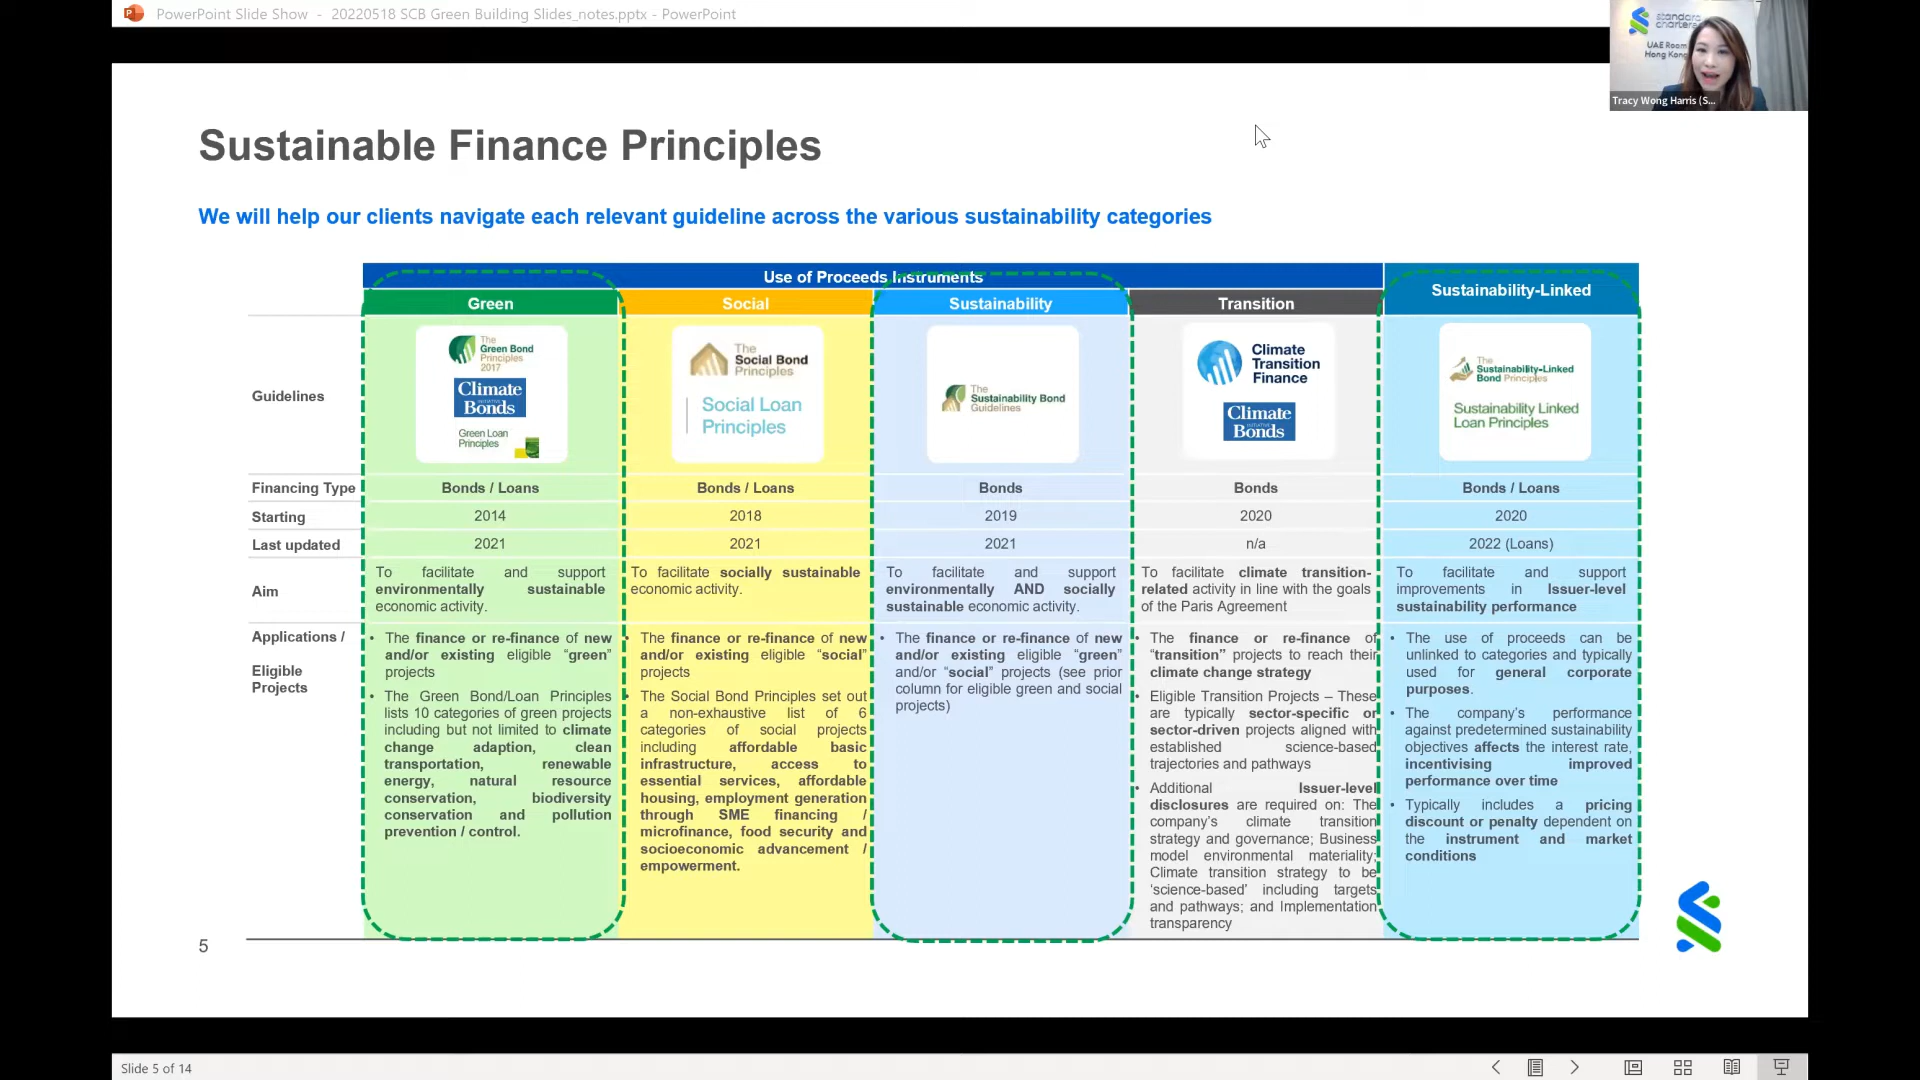 PowerPoint Slide Show - 20220518 SCB Green Building Slides_notes.pptx - PowerPoint
standard
chartered
UAE Room
Hong Kong
Tracy Wong Harris (S...
Sustainable Finance Principles
We will help our clients navigate each relevant guideline across the various sustainability categories
Use of Proceeds Instruments
Sustainability-Linked
Green
Social
Sustainability
Transition
Guidelines
The
Green Bond
Principles
2017
Climate
Bonds
INITIATIVE
Green Loan
Principles
The
Social Bond
Principles
Social Loan
Principles
The
Sustainability Bond
Guidelines
Climate
Transition
Finance
Climate
Bonds
The
Sustainability-Linked
Bond Principles
Sustainability Linked
Loan Principles
Financing Type
Bonds / Loans
Bonds / Loans
Bonds
Bonds
Bonds / Loans
Starting
2014
2018
2019
2020
2020
Last updated
2021
2021
2021
n/a
2022 (Loans)
Aim
To facilitate and support
environmentally sustainable
economic activity.
To facilitate socially sustainable
economic activity.
To facilitate and support
environmentally AND socially
sustainable economic activity.
To facilitate climate transition-
related activity in line with the goals
of the Paris Agreement
To facilitate and support
improvements in Issuer-level
sustainability performance
Applications /
Eligible
Projects
• The finance or re-finance of new
and/or existing eligible “green”
projects
• The Green Bond/Loan Principles
lists 10 categories of green projects
including but not limited to climate
change adaption, clean
transportation, renewable
energy, natural resource
conservation, biodiversity
conservation and pollution
prevention / control.
• The finance or re-finance of new
and/or existing eligible “social”
projects
• The Social Bond Principles set out
a non-exhaustive list of 6
categories of social projects
including affordable basic
infrastructure, access to
essential services, affordable
housing, employment generation
through SME financing /
microfinance, food security and
socioeconomic advancement /
empowerment.
• The finance or re-finance of new
and/or existing eligible “green”
and/or “social” projects (see prior
column for eligible green and social
projects)
• The finance or re-finance of
“transition” projects to reach their
climate change strategy
• Eligible Transition Projects – These
are typically sector-specific or
sector-driven projects aligned with
established science-based
trajectories and pathways
• Additional Issuer-level
disclosures are required on: The
company’s climate transition
strategy and governance; Business
model environmental materiality;
Climate transition strategy to be
‘science-based’ including targets
and pathways; and Implementation
transparency
• The use of proceeds can be
unlinked to categories and typically
used for general corporate
purposes.
• The company’s performance
against predetermined sustainability
objectives affects the interest rate,
incentivising improved
performance over time
• Typically includes a pricing
discount or penalty dependent on
the instrument and market
conditions
5
Slide 5 of 14